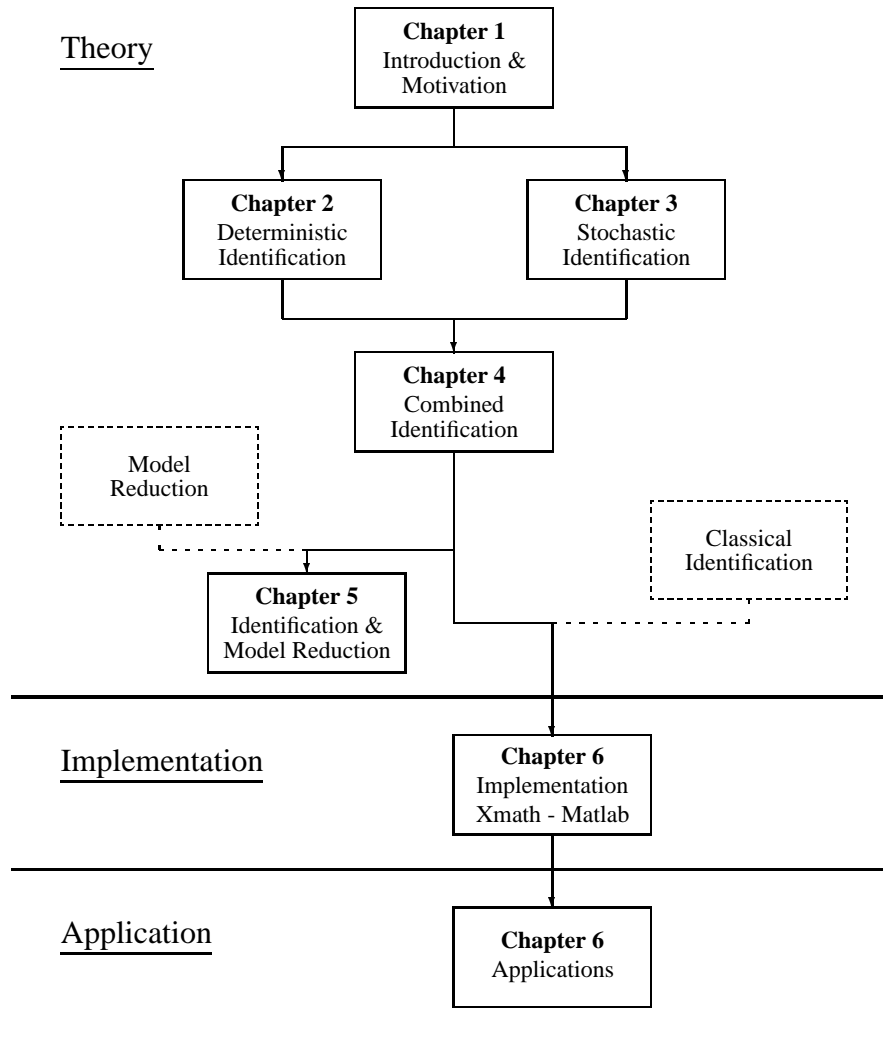 Theory
Chapter 1
Introduction &
Motivation
Chapter 2
Deterministic
Identification
Chapter 3
Stochastic
Identification
Chapter 4
Combined
Identification
Model
Reduction
Classical
Identification
Chapter 5
Identification &
Model Reduction
Implementation
Chapter 6
Implementation
Xmath - Matlab
Application
Chapter 6
Applications